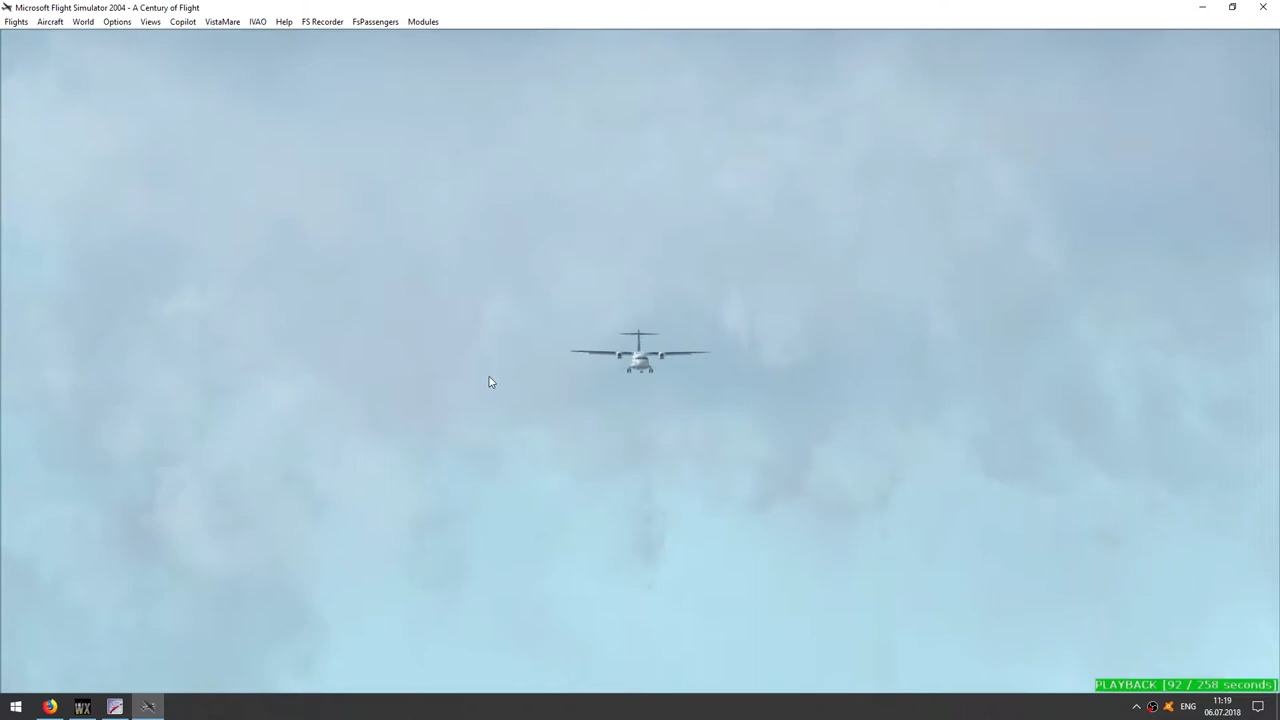 Microsoft Flight Simulator 2004 - A Century of Flight
Flights Aircraft World Options Views Copilot VistaMare IVAO Help FS Recorder FsPassengers Modules
PLAYBACK [92 / 258 seconds]
WX
ENG
11:19
06.07.2018